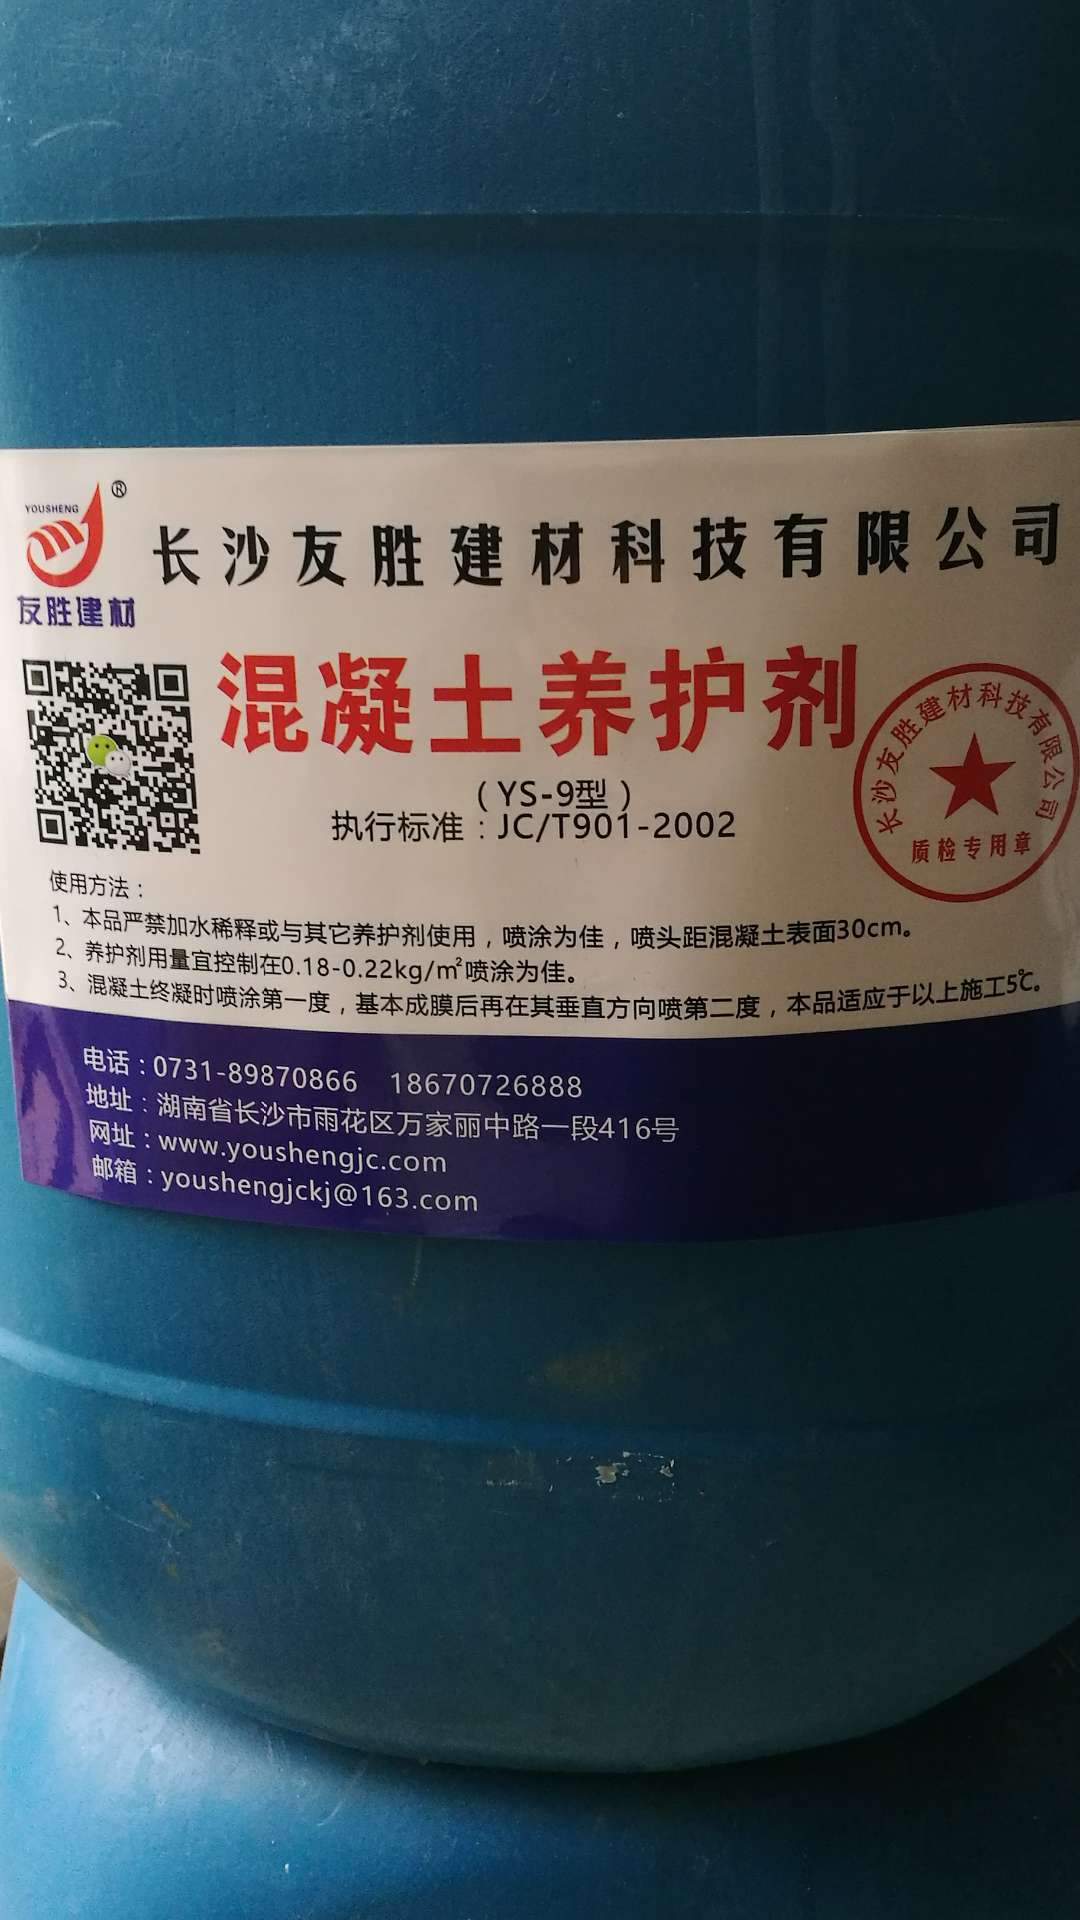 YOUSHENG
®
友胜建材
长沙友胜建材科技有限公司
混凝土养护剂
（YS-9型）
执行标准：JC/T901-2002
长沙友胜建材科技有限公司
质检专用章
使用方法：
1、本品严禁加水稀释或与其它养护剂使用，喷涂为佳，喷头距混凝土表面30cm。
2、养护剂用量宜控制在0.18-0.22kg/㎡喷涂为佳。
3、混凝土终凝时喷涂第一度，基本成膜后再在其垂直方向喷第二度，本品适应于以上施工5℃。
电话：0731-89870866 18670726888
地址：湖南省长沙市雨花区万家丽中路一段416号
网址：www.youshengjc.com
邮箱：youshengjckj@163.com